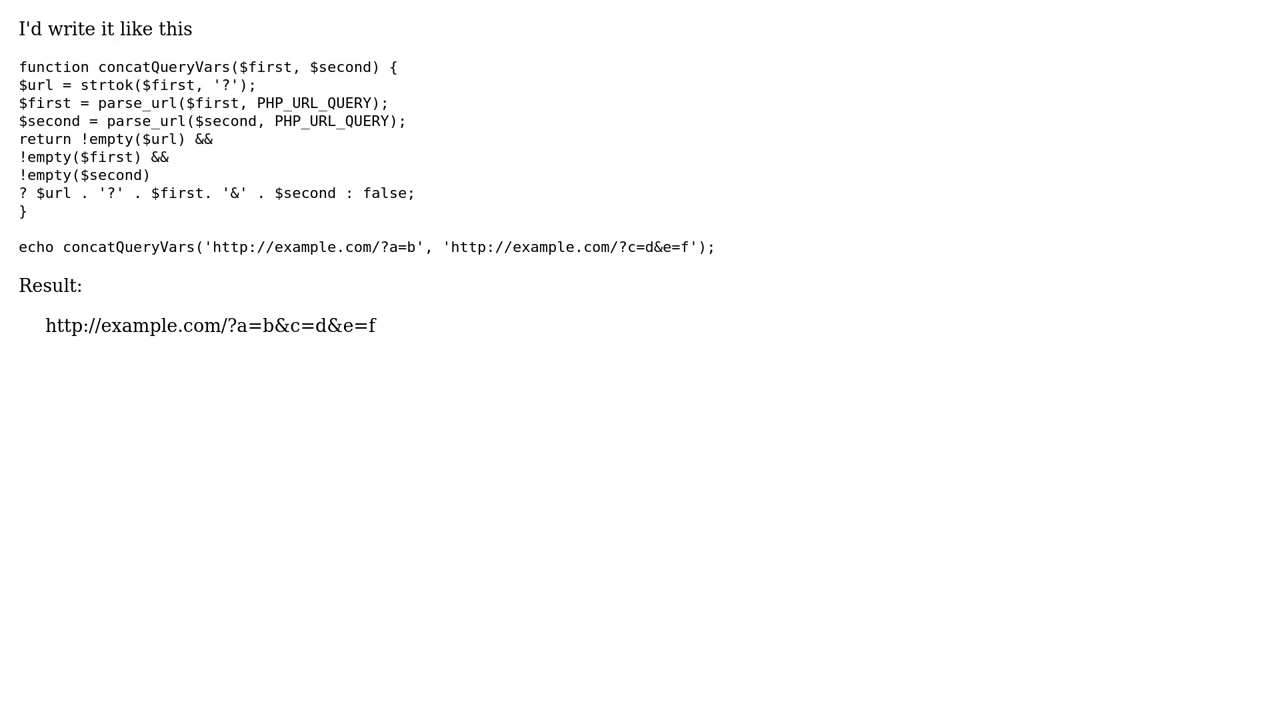 I'd write it like this
function concatQueryVars($first, $second) {
$url = strtok($first, '?');
$first = parse_url($first, PHP_URL_QUERY);
$second = parse_url($second, PHP_URL_QUERY);
return !empty($url) &&
!empty($first) &&
!empty($second)
? $url . '?' . $first. '&' . $second : false;
}
echo concatQueryVars('http://example.com/?a=b', 'http://example.com/?c=d&e=f');
Result:
http://example.com/?a=b&c=d&e=f